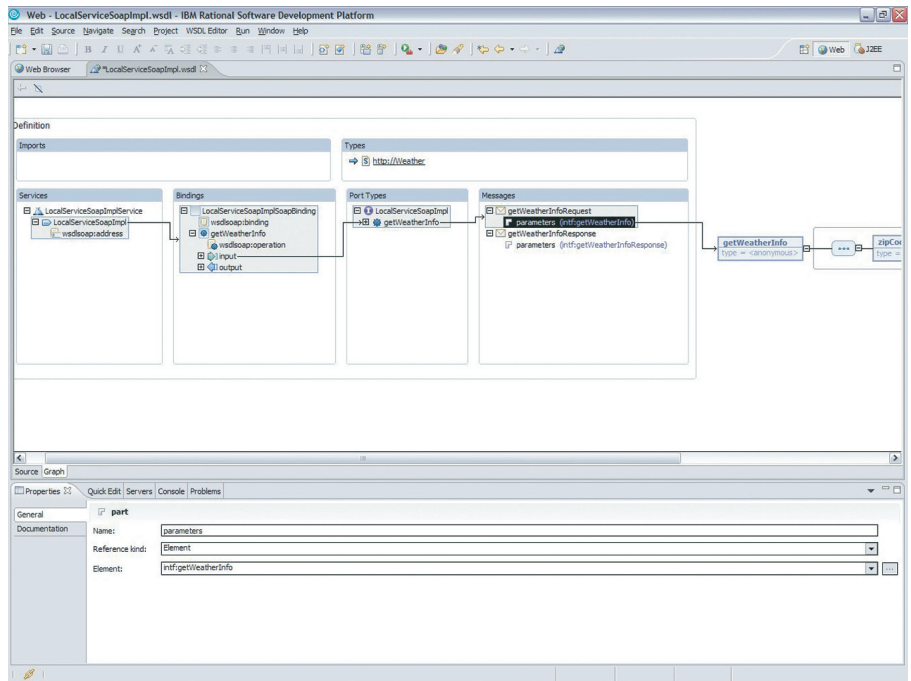 Web - LocalServiceSoapImpl.wsdl - IBM Rational Software Development Platform
File Edit Source Navigate Search Project WSDL Editor Run Window Help
B I U A A
Web J2EE
Web Browser *LocalServiceSoapImpl.wsdl
Definition
Imports
Types
http://Weather
Services
LocalServiceSoapImplService
LocalServiceSoapImpl
wsdlsoap:address
Bindings
LocalServiceSoapImplSoapBinding
wsdlsoap:binding
getWeatherInfo
wsdlsoap:operation
input
output
Port Types
LocalServiceSoapImpl
getWeatherInfo
Messages
getWeatherInfoRequest
parameters (intf:getWeatherInfo)
getWeatherInfoResponse
parameters (intf:getWeatherInfoResponse)
getWeatherInfo
type = <anonymous>
...
zipCo
type =
Source Graph
Properties Quick Edit Servers Console Problems
General
Documentation
part
Name: parameters
Reference kind: Element
Element: intf:getWeatherInfo ...